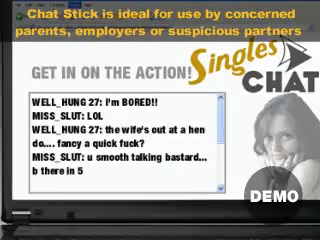 Chat Stick is ideal for use by concerned
parents, employers or suspicious partners
GET IN ON THE ACTION!
Singles
CHAT
WELL_HUNG 27: I'm BORED!!
MISS_SLUT: LOL
WELL_HUNG 27: the wife's out at a hen
do.... fancy a quick fuck?
MISS_SLUT: u smooth talking bastard...
b there in 5
DEMO